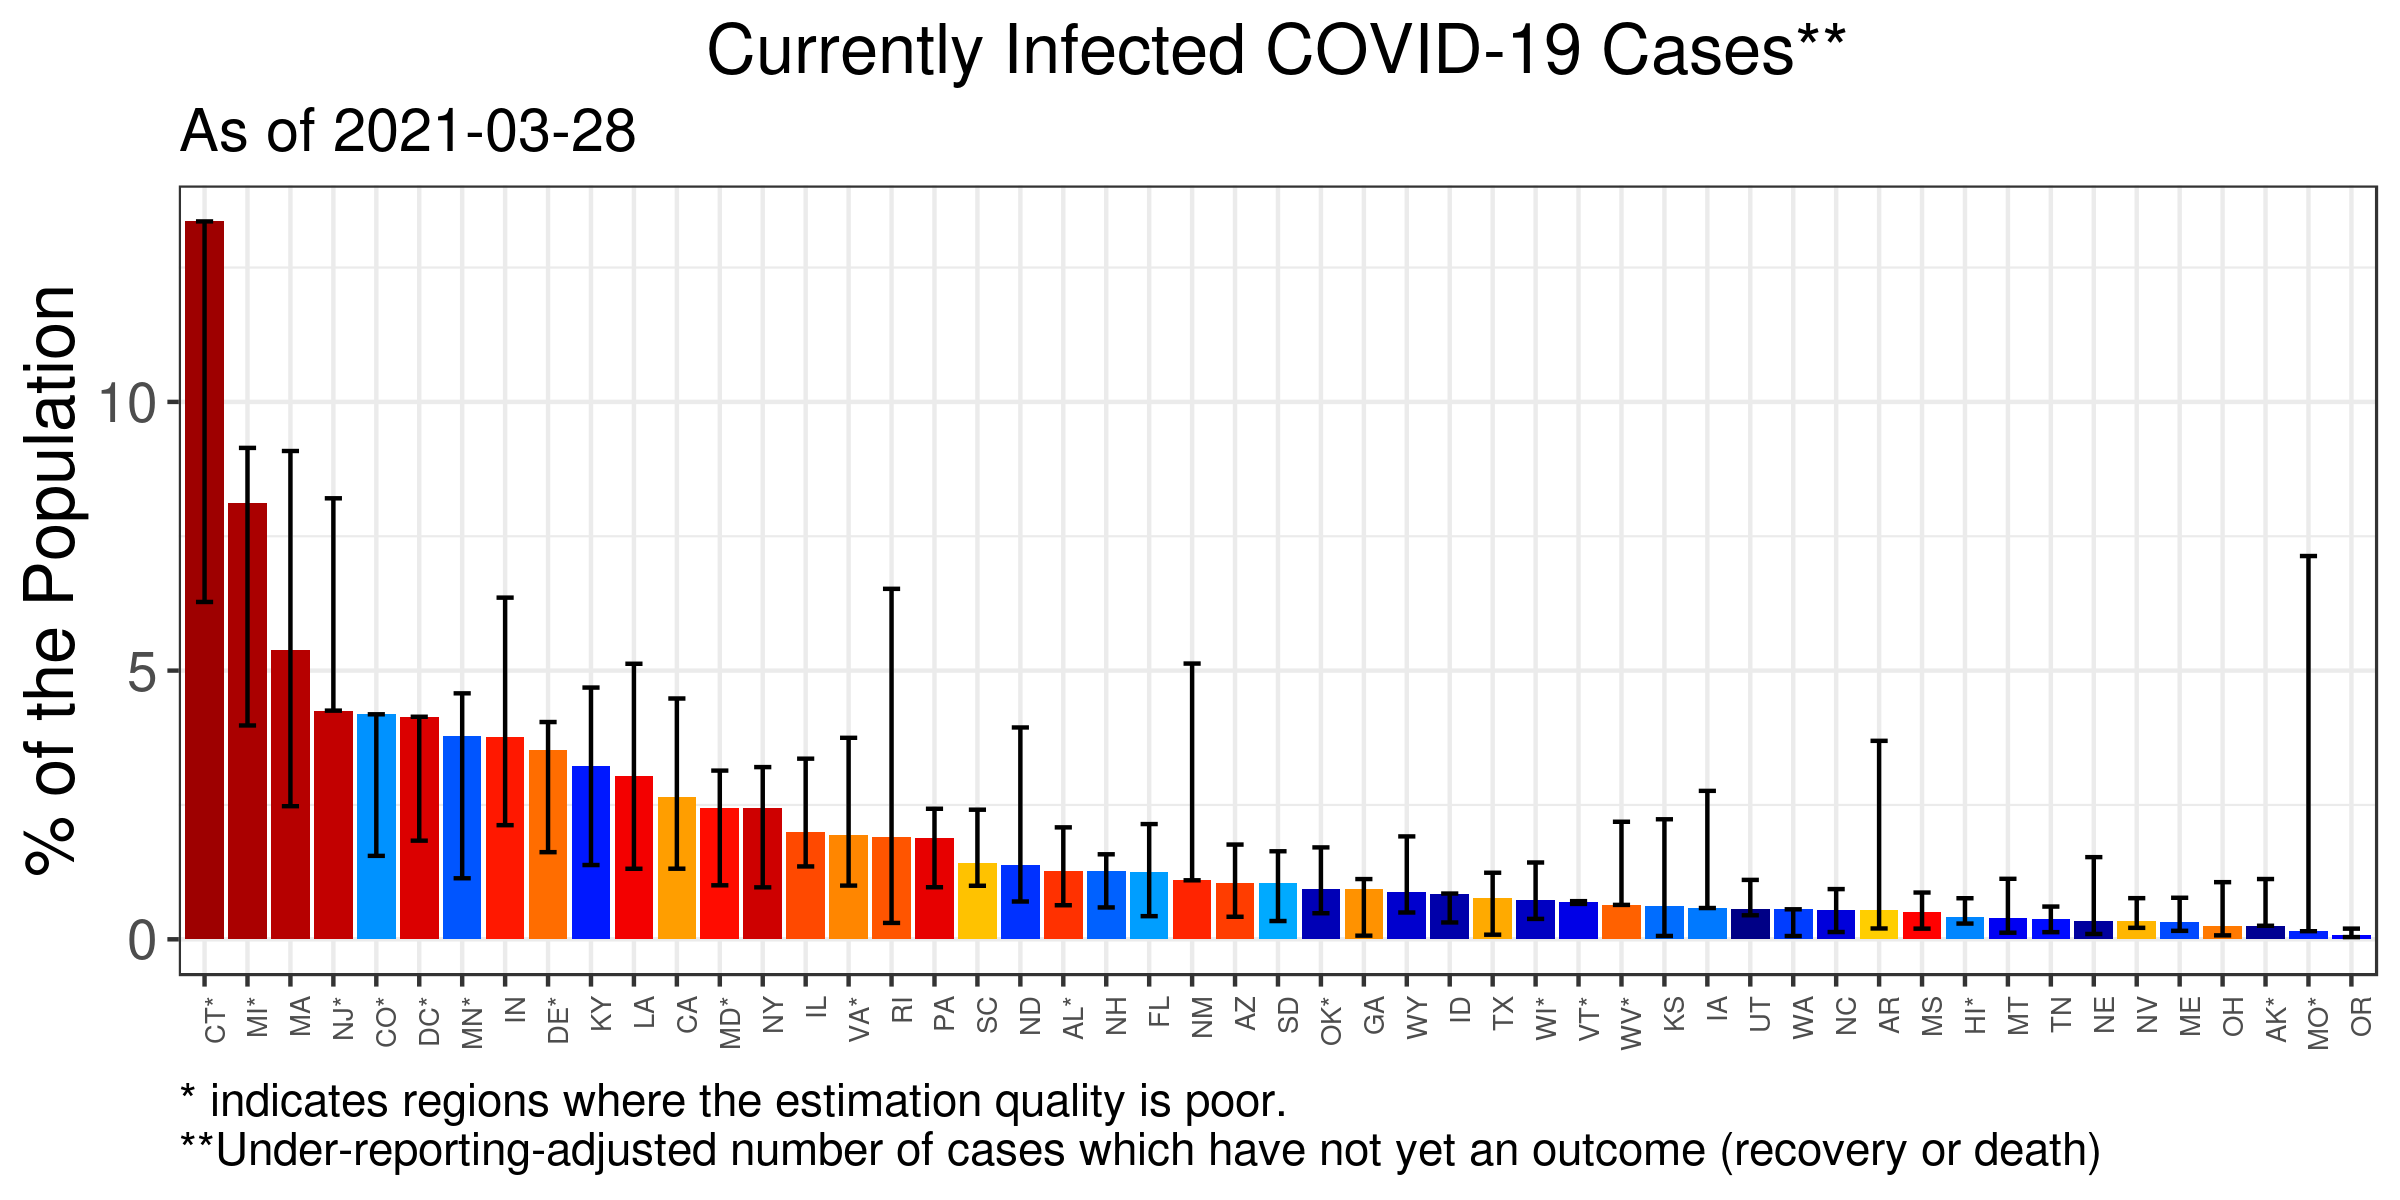 Currently Infected COVID-19 Cases**
As of 2021-03-28
% of the Population
10
5
0
CT*
MI*
MA
NJ*
CO*
DC*
MN*
IN
DE*
KY
LA
CA
MD*
NY
IL
VA*
RI
PA
SC
ND
AL*
NH
FL
NM
AZ
SD
OK*
GA
WY
ID
TX
WI*
VT*
WV*
KS
IA
UT
WA
NC
AR
MS
HI*
MT
TN
NE
NV
ME
OH
AK*
MO*
OR
* indicates regions where the estimation quality is poor.
**Under-reporting-adjusted number of cases which have not yet an outcome (recovery or death)